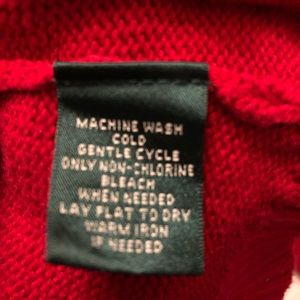 MACHINE WASH
COLD
GENTLE CYCLE
ONLY NON-CHLORINE
BLEACH
WHEN NEEDED
LAY FLAT TO DRY
WARM IRON
IF NEEDED